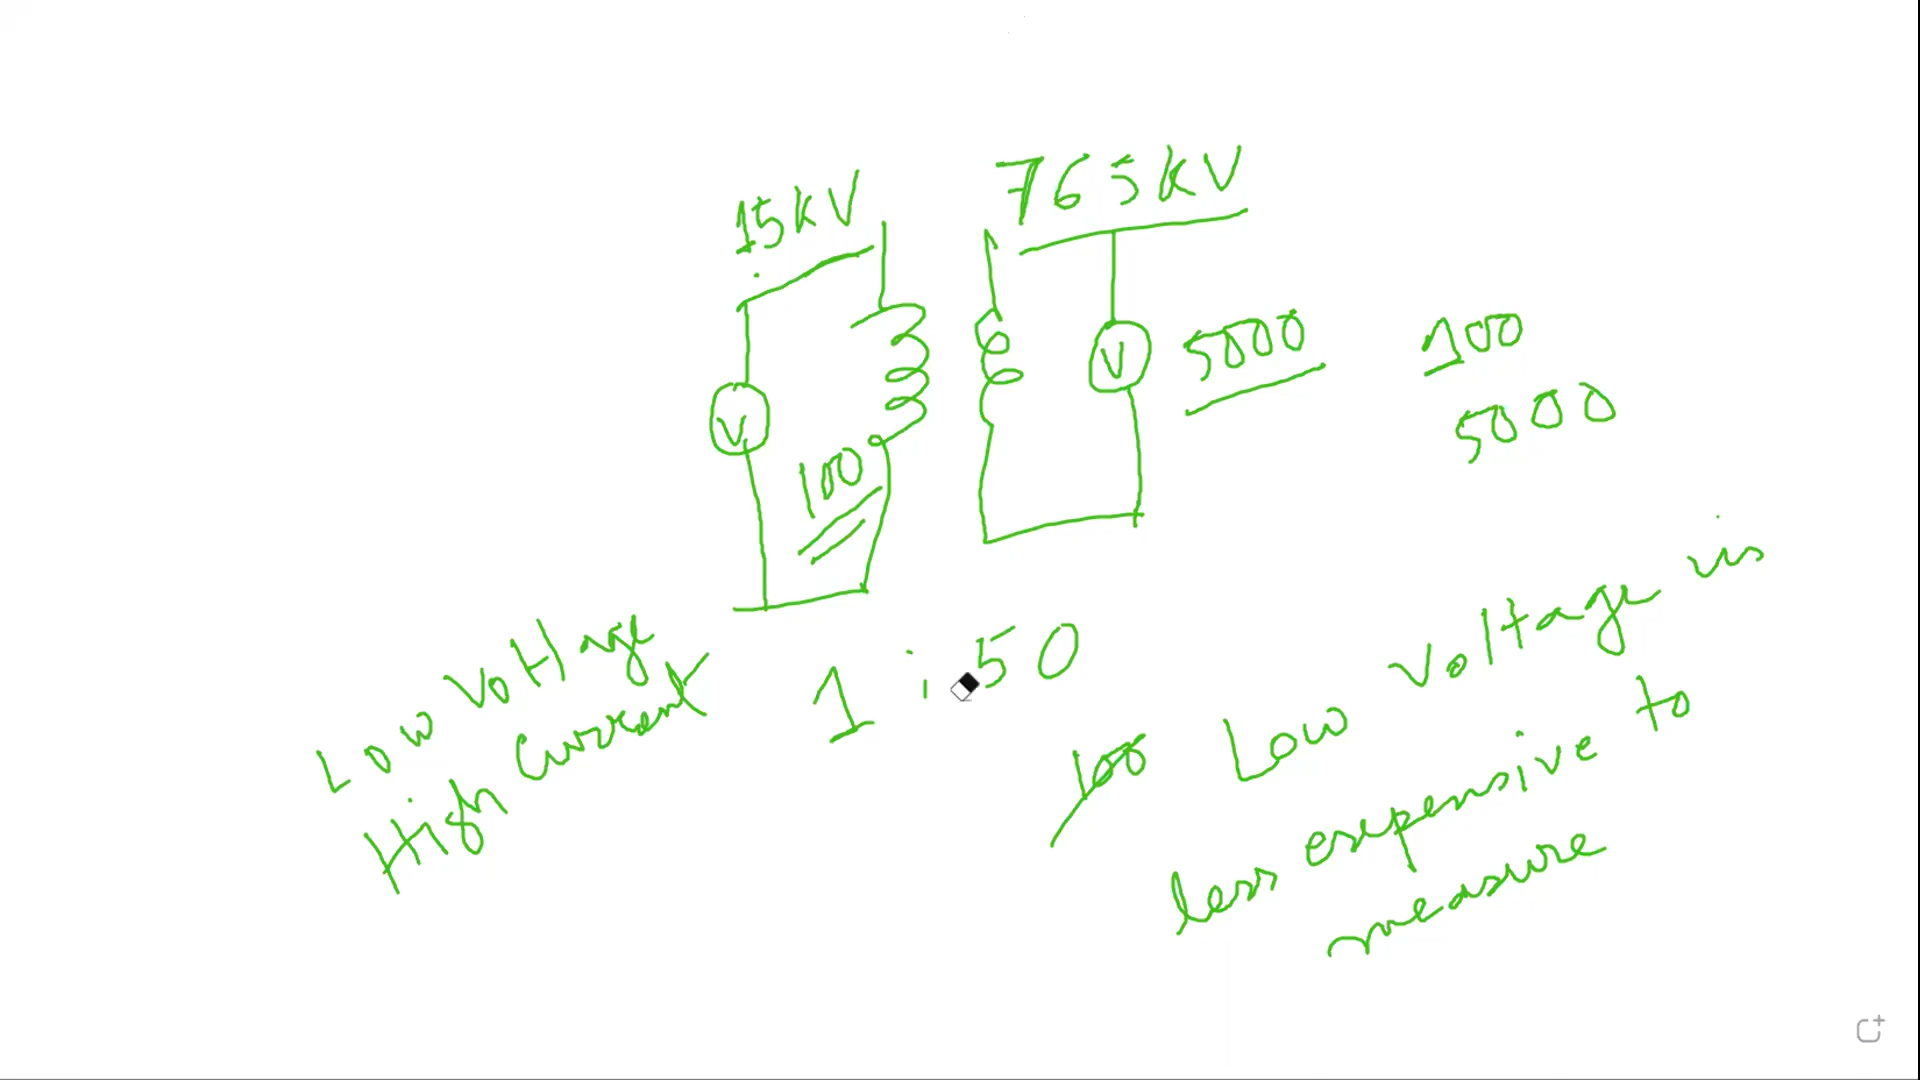 15kV
765kV
V
V
5000
100
5000
100
1 : 50
Low Voltage
High Current
100
Low Voltage is
less expensive to
measure